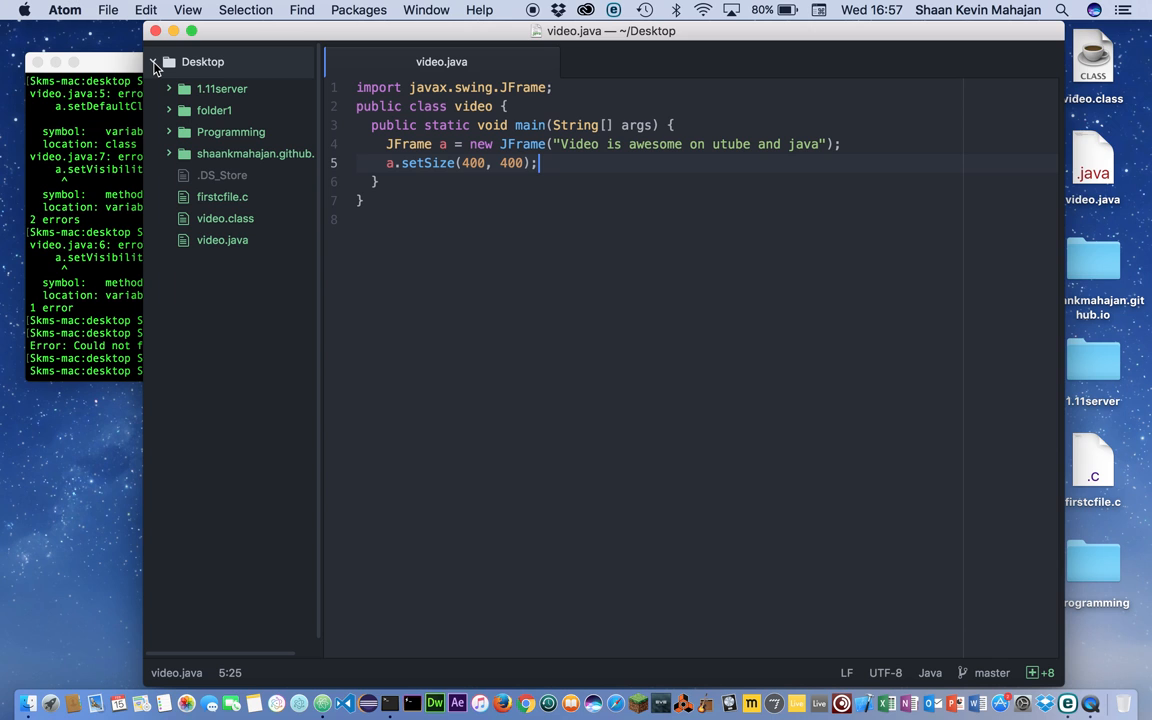 Atom File Edit View Selection Find Packages Window Help 80% Wed 16:57 Shaan Kevin Mahajan
video.java — ~/Desktop
[Skms-mac:desktop S
video.java:5: erro
a.setDefaultCl
symbol: variab
location: class
video.java:7: erro
a.setVisibilit
^
symbol: method
location: variab
2 errors
[Skms-mac:desktop S
video.java:6: erro
a.setVisibilit
^
symbol: method
location: variab
1 error
[Skms-mac:desktop S
[Skms-mac:desktop S
Error: Could not f
[Skms-mac:desktop S
Skms-mac:desktop S
Desktop
1.11server
folder1
Programming
shaankmahajan.github.
.DS_Store
firstcfile.c
video.class
video.java
video.java
1 import javax.swing.JFrame;
2 public class video {
3 public static void main(String[] args) {
4 JFrame a = new JFrame("Video is awesome on utube and java");
5 a.setSize(400, 400);
6 }
7 }
8
video.java 5:25 LF UTF-8 Java master +8
CLASS
video.class
.java
video.java
ankmahajan.git
hub.io
1.11server
.C
firstcfile.c
rogramming
15
Dw
Ae
Live
Live